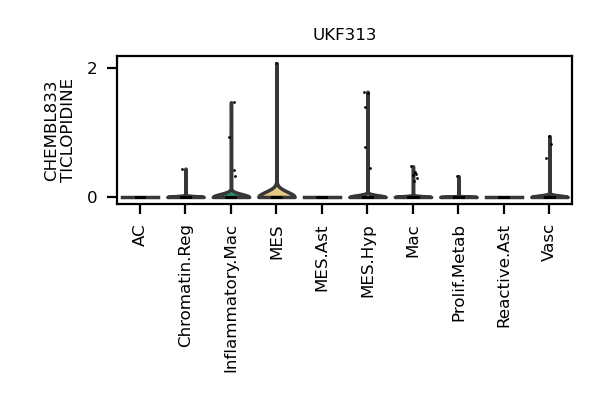 UKF313
CHEMBL833
TICLOPIDINE
2
0
AC
Chromatin.Reg
Inflammatory.Mac
MES
MES.Ast
MES.Hyp
Mac
Prolif.Metab
Reactive.Ast
Vasc